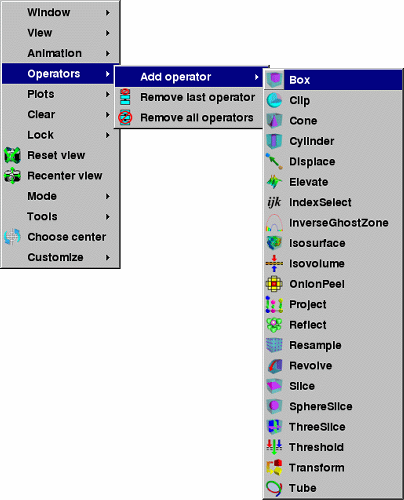 Window
View
Animation
Operators
Plots
Clear
Lock
Reset view
Recenter view
Mode
Tools
Choose center
Customize
Add operator
Remove last operator
Remove all operators
Box
Clip
Cone
Cylinder
Displace
Elevate
ijk IndexSelect
InverseGhostZone
Isosurface
Isovolume
OnionPeel
Project
Reflect
Resample
Revolve
Slice
SphereSlice
ThreeSlice
Threshold
Transform
Tube